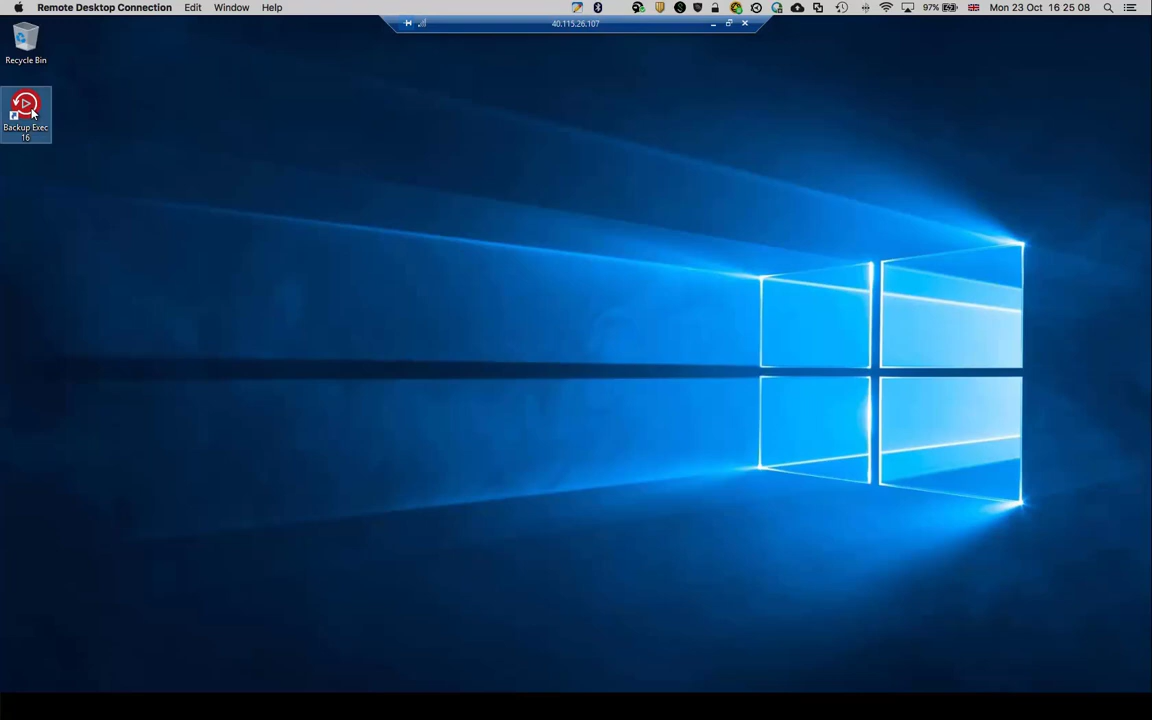 Remote Desktop Connection Edit Window Help 97% Mon 23 Oct 16 25 08
40.115.26.107
Recycle Bin
Backup Exec
16